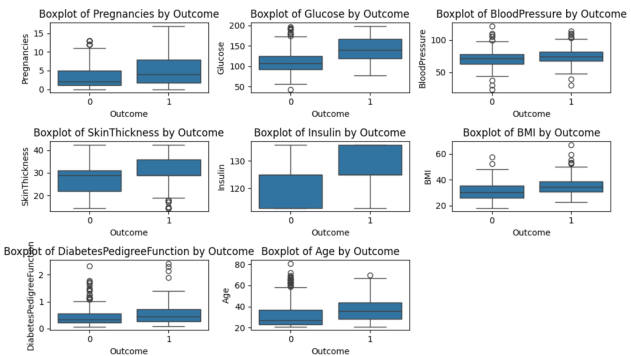 Boxplot of Pregnancies by Outcome
Pregnancies
15
10
5
0
0 1
Outcome
Boxplot of Glucose by Outcome
Glucose
200
150
100
50
0 1
Outcome
Boxplot of BloodPressure by Outcome
BloodPressure
100
50
0 1
Outcome
Boxplot of SkinThickness by Outcome
SkinThickness
40
30
20
0 1
Outcome
Boxplot of Insulin by Outcome
Insulin
130
120
0 1
Outcome
Boxplot of BMI by Outcome
BMI
60
40
20
0 1
Outcome
Boxplot of DiabetesPedigreeFunction by Outcome
DiabetesPedigreeFunction
2
1
0
0 1
Outcome
Boxplot of Age by Outcome
Age
80
60
40
20
0 1
Outcome